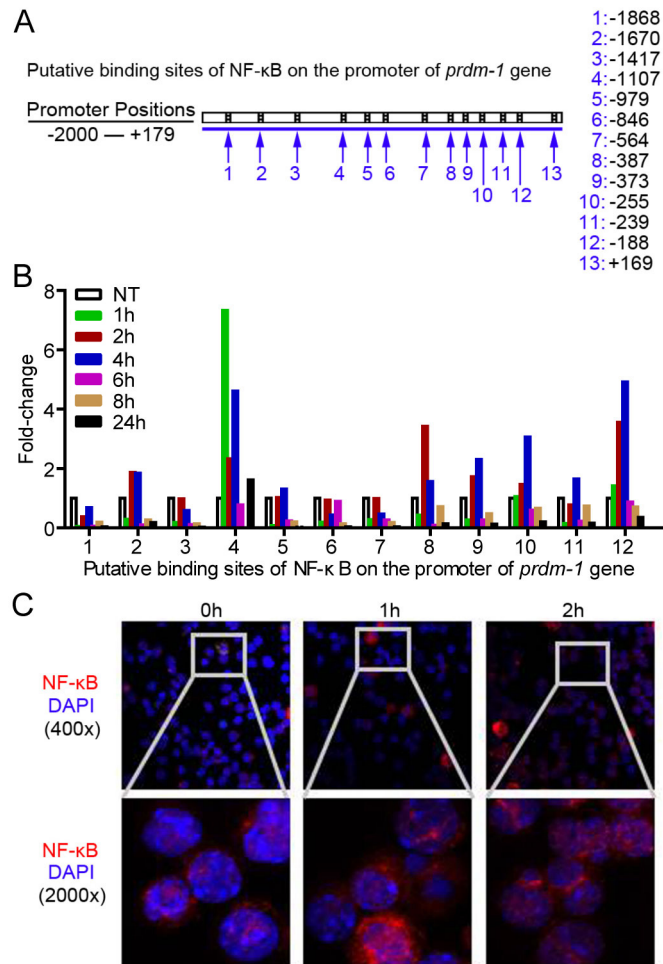 A
Putative binding sites of NF-κB on the promoter of prdm-1 gene
Promoter Positions
-2000 — +179
1 2 3 4 5 6 7 8 9 10 11 12 13
1:-1868
2:-1670
3:-1417
4:-1107
5:-979
6:-846
7:-564
8:-387
9:-373
10:-255
11:-239
12:-188
13:+169
B
Fold-change
8
6
4
2
0
NT
1h
2h
4h
6h
8h
24h
1 2 3 4 5 6 7 8 9 10 11 12
Putative binding sites of NF-κ B on the promoter of prdm-1 gene
C
0h 1h 2h
NF-κB
DAPI
(400x)
NF-κB
DAPI
(2000x)